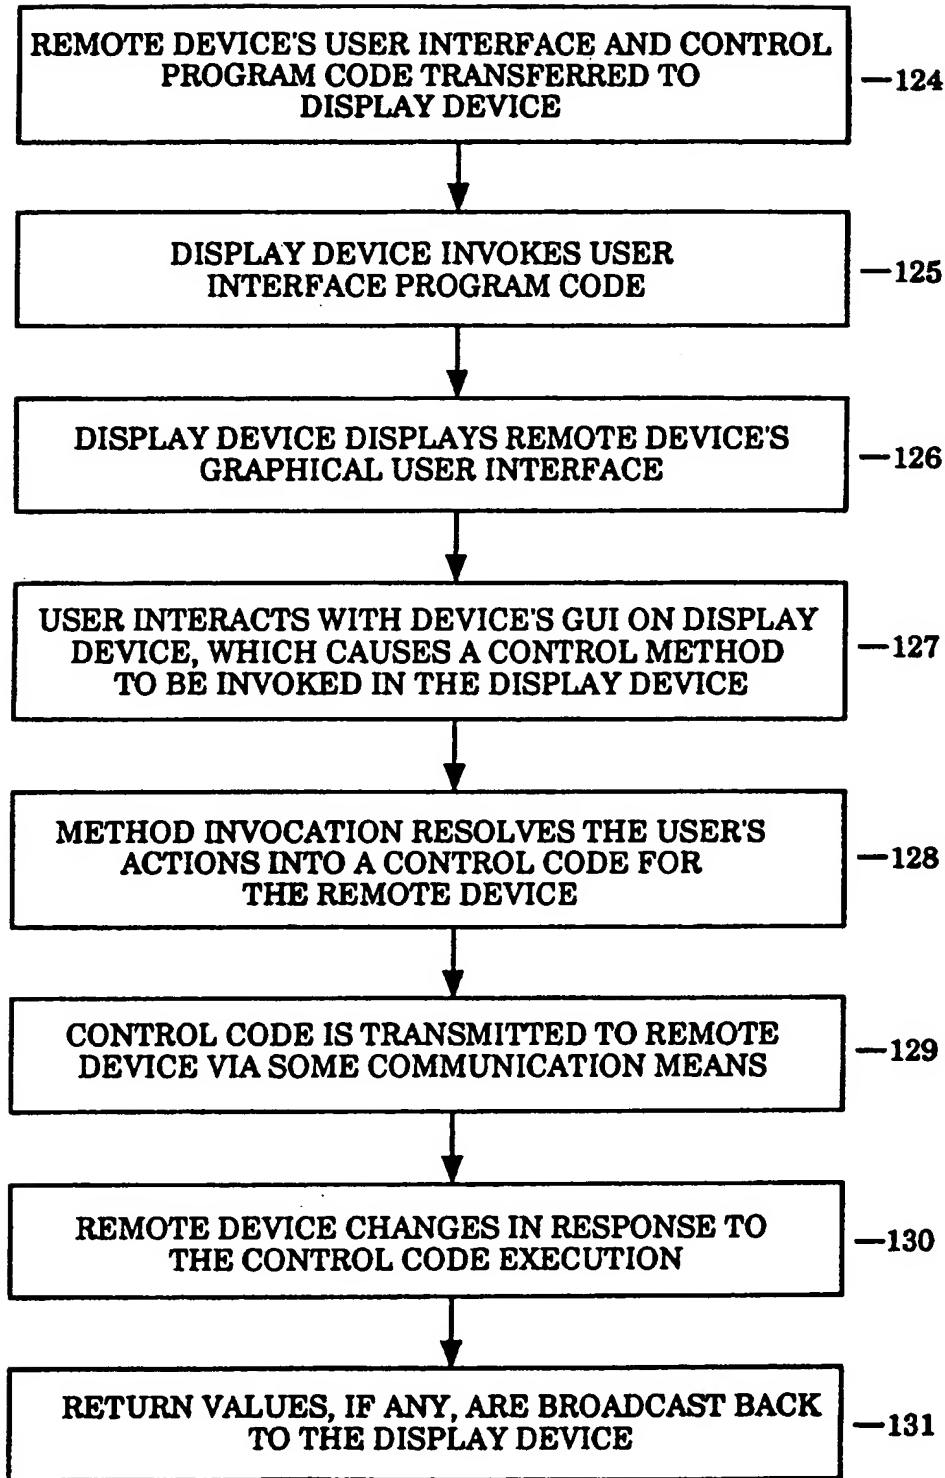 REMOTE DEVICE'S USER INTERFACE AND CONTROL
PROGRAM CODE TRANSFERRED TO
DISPLAY DEVICE
124
DISPLAY DEVICE INVOKES USER
INTERFACE PROGRAM CODE
125
DISPLAY DEVICE DISPLAYS REMOTE DEVICE'S
GRAPHICAL USER INTERFACE
126
USER INTERACTS WITH DEVICE'S GUI ON DISPLAY
DEVICE, WHICH CAUSES A CONTROL METHOD
TO BE INVOKED IN THE DISPLAY DEVICE
127
METHOD INVOCATION RESOLVES THE USER'S
ACTIONS INTO A CONTROL CODE FOR
THE REMOTE DEVICE
128
CONTROL CODE IS TRANSMITTED TO REMOTE
DEVICE VIA SOME COMMUNICATION MEANS
129
REMOTE DEVICE CHANGES IN RESPONSE TO
THE CONTROL CODE EXECUTION
130
RETURN VALUES, IF ANY, ARE BROADCAST BACK
TO THE DISPLAY DEVICE
131